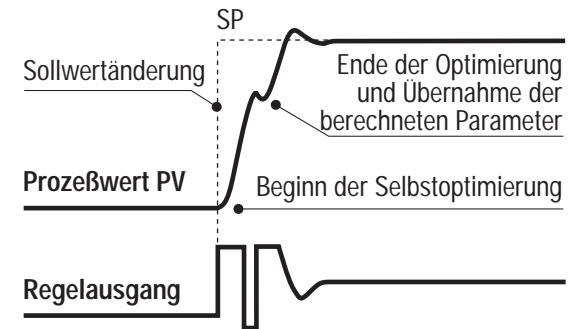 SP
Sollwertänderung
Ende der Optimierung
und Übernahme der
berechneten Parameter
Prozeßwert PV
Beginn der Selbstoptimierung
Regelausgang